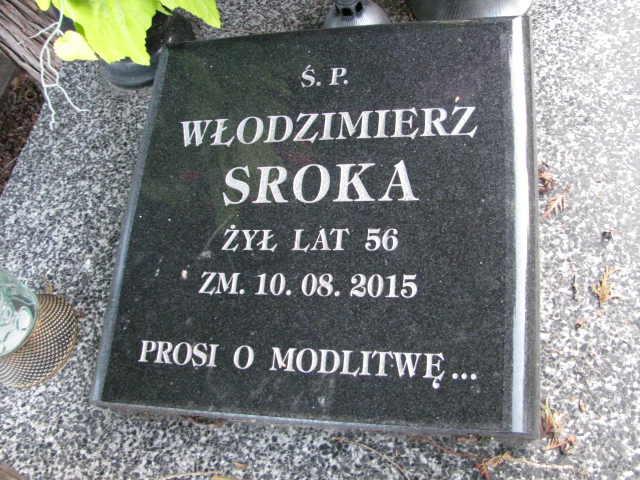 Ś. P.
WŁODZIMIERZ
SROKA
ŻYŁ LAT 56
ZM. 10. 08. 2015
PROSI O MODLITWĘ...